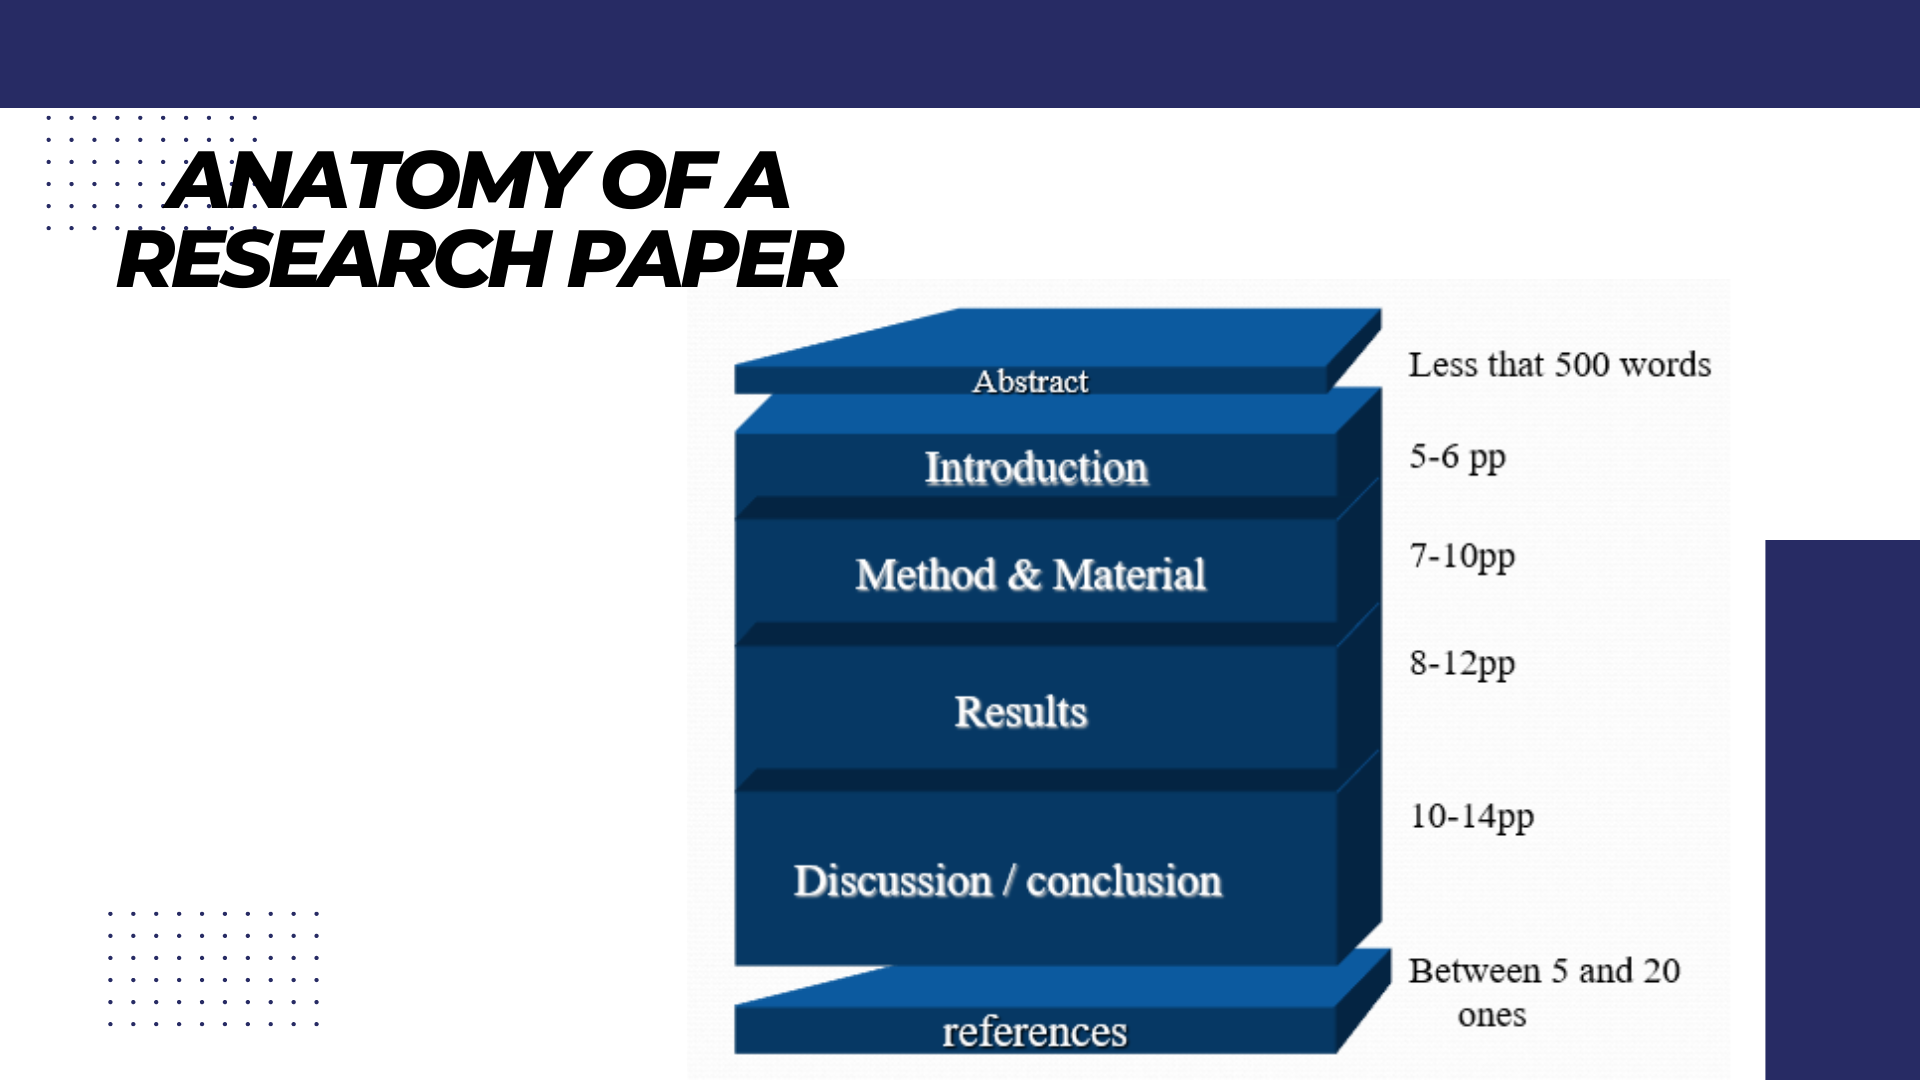 ANATOMY OF A
RESEARCH PAPER
Abstract
Less that 500 words
Introduction
5-6 pp
Method & Material
7-10pp
Results
8-12pp
Discussion / conclusion
10-14pp
references
Between 5 and 20
ones